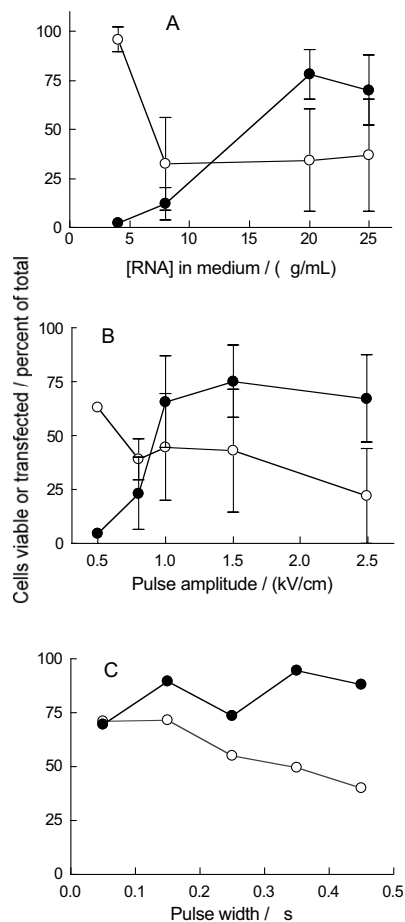 A
100
75
50
25
0
0 5 10 15 20 25
[RNA] in medium / ( g/mL)
Cells viable or transfected / percent of total
B
100
75
50
25
0
0.5 1.0 1.5 2.0 2.5
Pulse amplitude / (kV/cm)
C
100
75
50
25
0
0.0 0.1 0.2 0.3 0.4 0.5
Pulse width / s